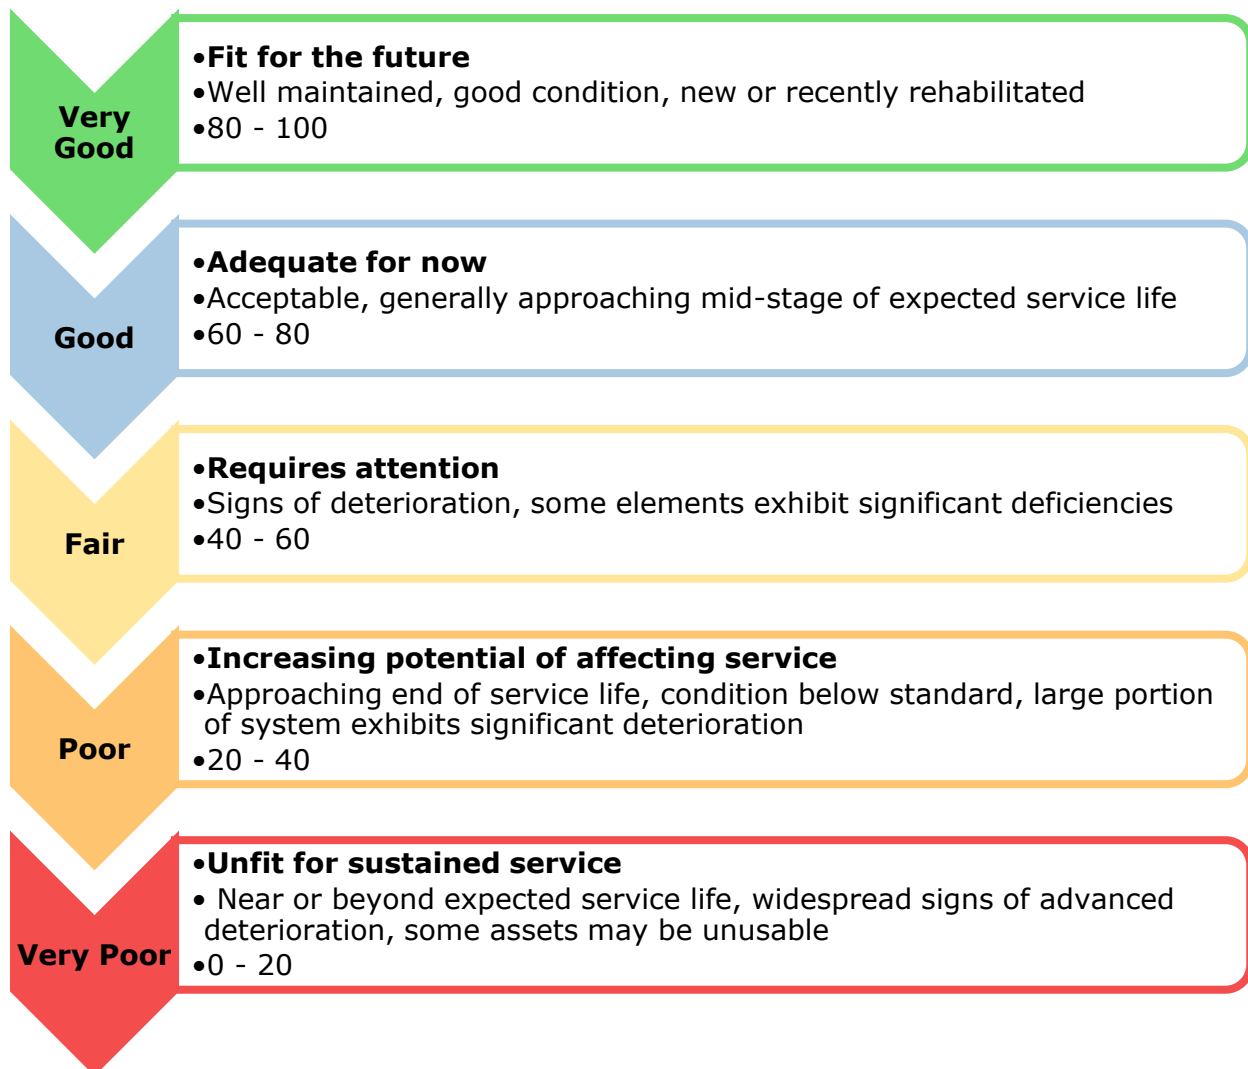 Very
Good
•Fit for the future
•Well maintained, good condition, new or recently rehabilitated
•80 - 100
Good
•Adequate for now
•Acceptable, generally approaching mid-stage of expected service life
•60 - 80
Fair
•Requires attention
•Signs of deterioration, some elements exhibit significant deficiencies
•40 - 60
Poor
•Increasing potential of affecting service
•Approaching end of service life, condition below standard, large portion
of system exhibits significant deterioration
•20 - 40
Very Poor
•Unfit for sustained service
• Near or beyond expected service life, widespread signs of advanced
deterioration, some assets may be unusable
•0 - 20